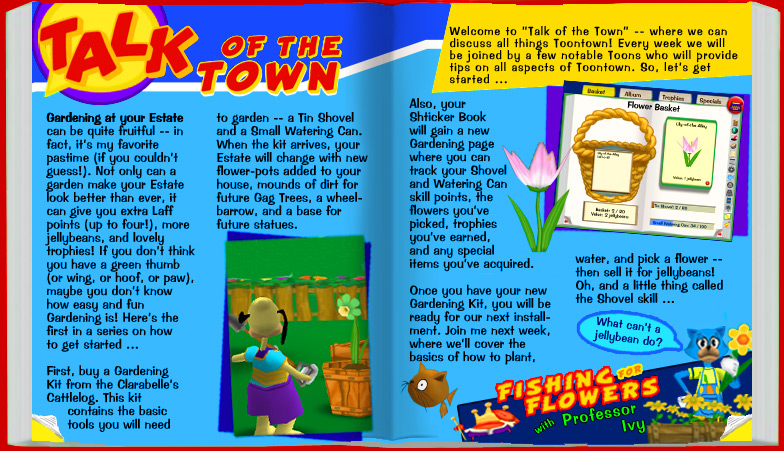 TALK
OF THE
TOWN
Gardening at your Estate
can be quite fruitful -- in
fact, it's my favorite
pastime (if you couldn't
guess!). Not only can a
garden make your Estate
look better than ever, it
can give you extra Laff
points (up to four!), more
jellybeans, and lovely
trophies! If you don't think
you have a green thumb
(or wing, or hoof, or paw),
maybe you don't know
how easy and fun
Gardening is! Here's the
first in a series on how
to get started ...
First, buy a Gardening
Kit from the Clarabelle's
Cattlelog. This kit
contains the basic
tools you will need
to garden -- a Tin Shovel
and a Small Watering Can.
When the kit arrives, your
Estate will change with new
flower-pots added to your
house, mounds of dirt for
future Gag Trees, a wheel-
barrow, and a base for
future statues.
Welcome to "Talk of the Town" -- where we can
discuss all things Toontown! Every week we will
be joined by a few notable Toons who will provide
tips on all aspects of Toontown. So, let's get
started ...
Also, your
Shticker Book
will gain a new
Gardening page
where you can
track your Shovel
and Watering Can
skill points, the
flowers you've
picked, trophies
you've earned,
and any special
items you've acquired.
Once you have your new
Gardening Kit, you will be
ready for our next install-
ment. Join me next week,
where we'll cover the
basics of how to plant,
Basket Album Trophies Specials
Flower Basket
Lily-of-the-Alley
Value: 1 jellybeans
Basket: 2 / 20
Value: 2 jellybeans
water, and pick a flower --
then sell it for jellybeans!
Oh, and a little thing called
the Shovel skill ...
What can't a
jellybean do?
FISHING FOR
FLOWERS
with Professor
Ivy